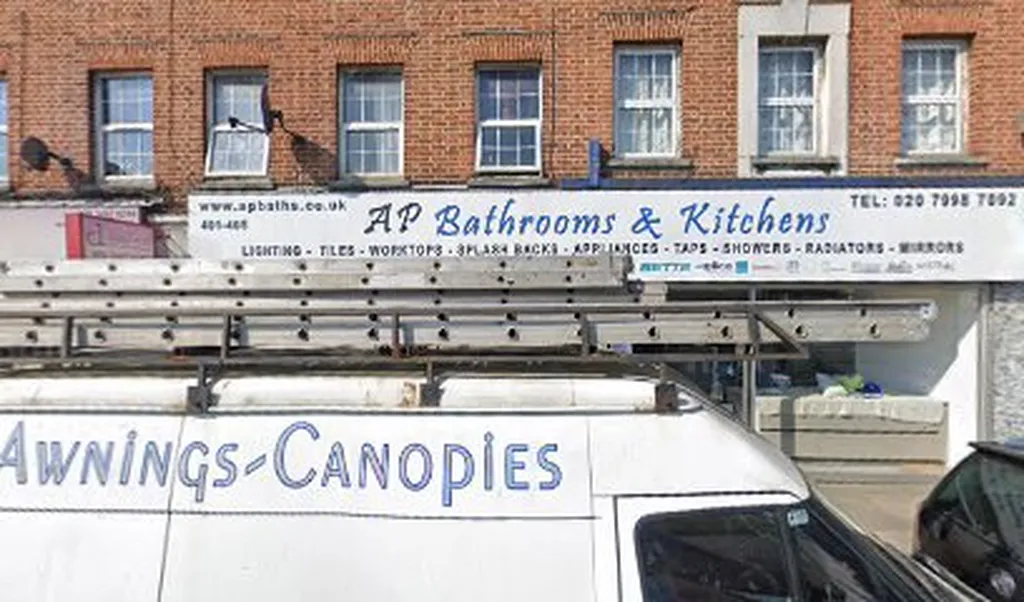 www.apbaths.co.uk
401-405
AP Bathrooms & Kitchens
TEL: 020 7998 7892
LIGHTING - TILES - WORKTOPS - SPLASH BACKS - APPLIANCES - TAPS - SHOWERS - RADIATORS - MIRRORS
BETTE
AWNINGS-CANOPIES